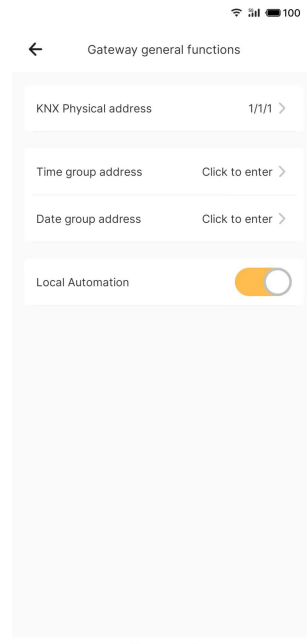 100
Gateway general functions
KNX Physical address 1/1/1
Time group address Click to enter
Date group address Click to enter
Local Automation